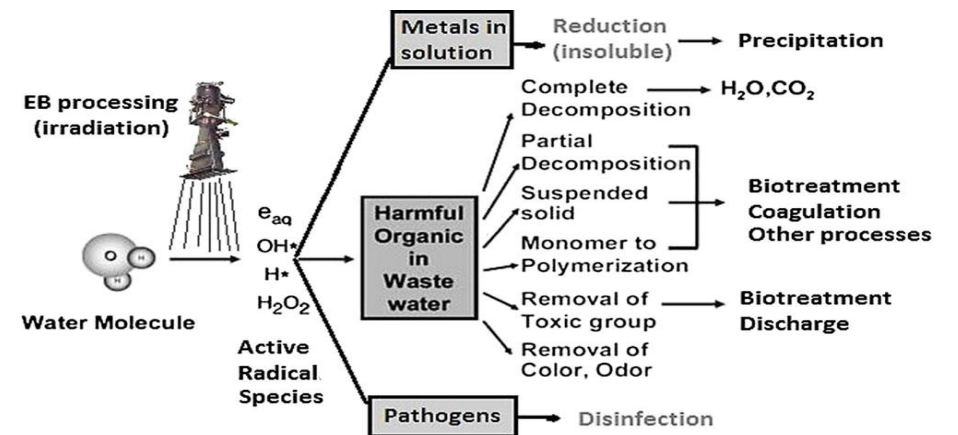 EB processing
(irradiation)
O
H
H
Water Molecule
e_aq
OH*
H*
H₂O₂
Active
Radical
Species
Metals in
solution
Reduction
(insoluble)
Precipitation
Harmful
Organic
in
Waste
water
Complete
Decomposition
H₂O,CO₂
Partial
Decomposition
Suspended
solid
Monomer to
Polymerization
Biotreatment
Coagulation
Other processes
Removal of
Toxic group
Biotreatment
Discharge
Removal of
Color, Odor
Pathogens
Disinfection